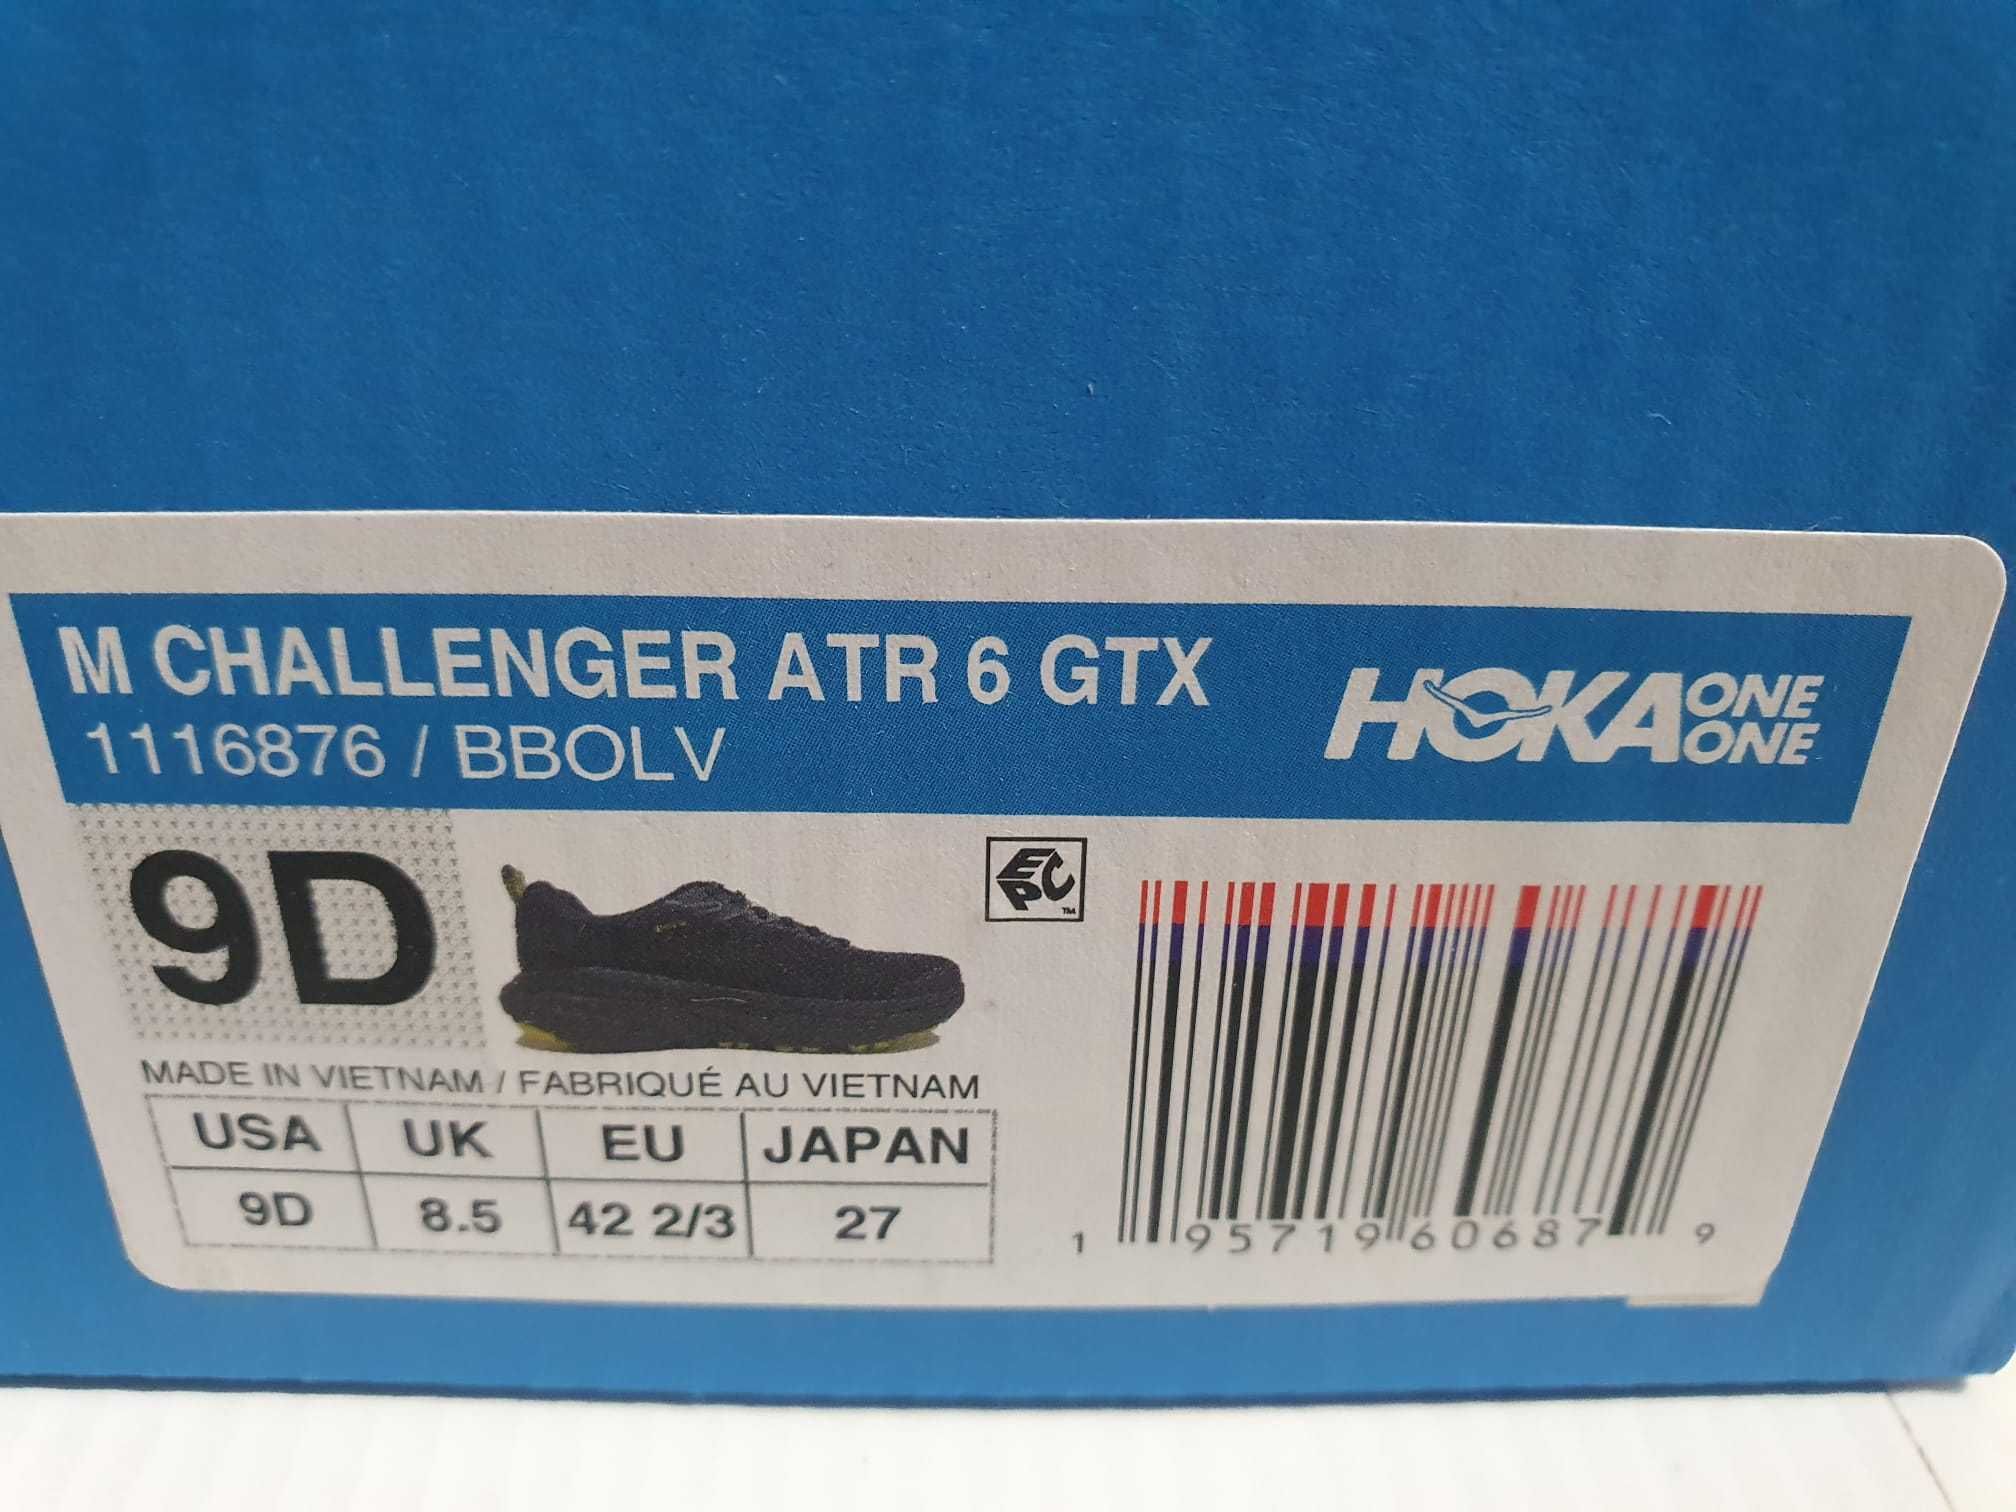 M CHALLENGER ATR 6 GTX
1116876 / BBOLV
HOKA ONE ONE
9D
EPC™
MADE IN VIETNAM / FABRIQUÉ AU VIETNAM
USA UK EU JAPAN
9D 8.5 42 2/3 27
1 95719 60687 9